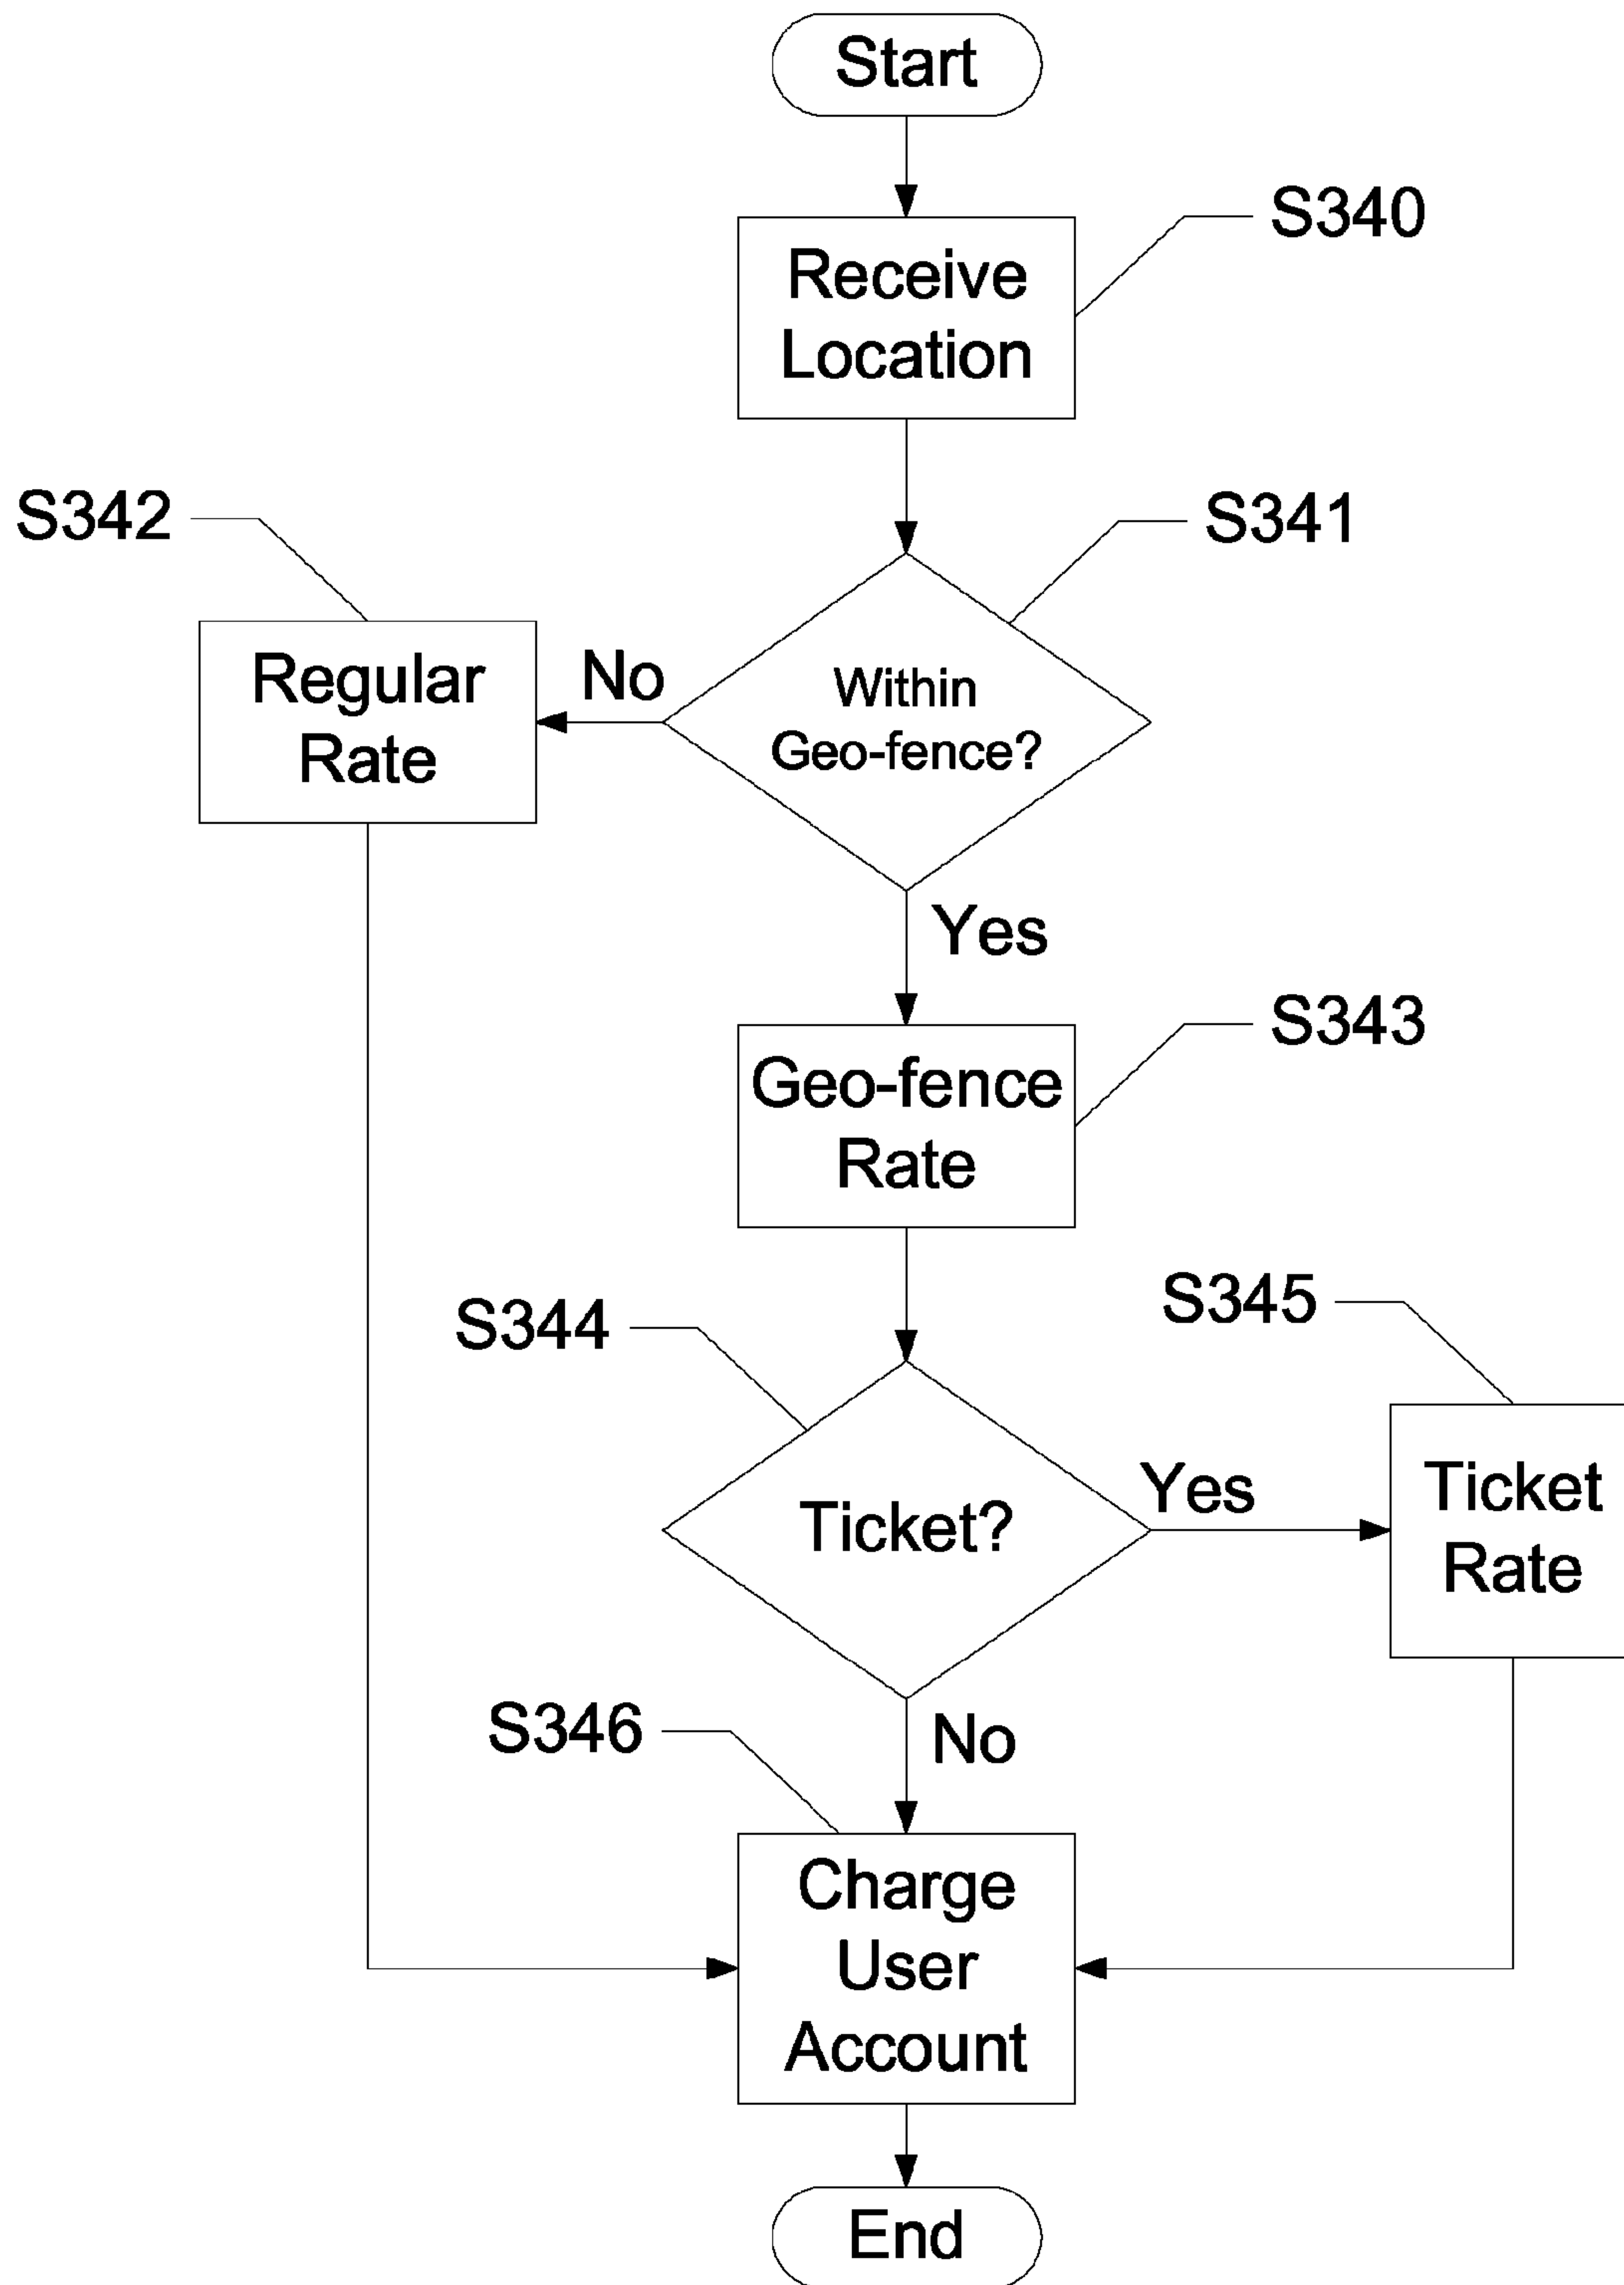 Start
S340
Receive
Location
S342
S341
Regular
Rate
No
Within
Geo-fence?
Yes
S343
Geo-fence
Rate
S345
S344
Yes
Ticket
Rate
Ticket?
S346
No
Charge
User
Account
End